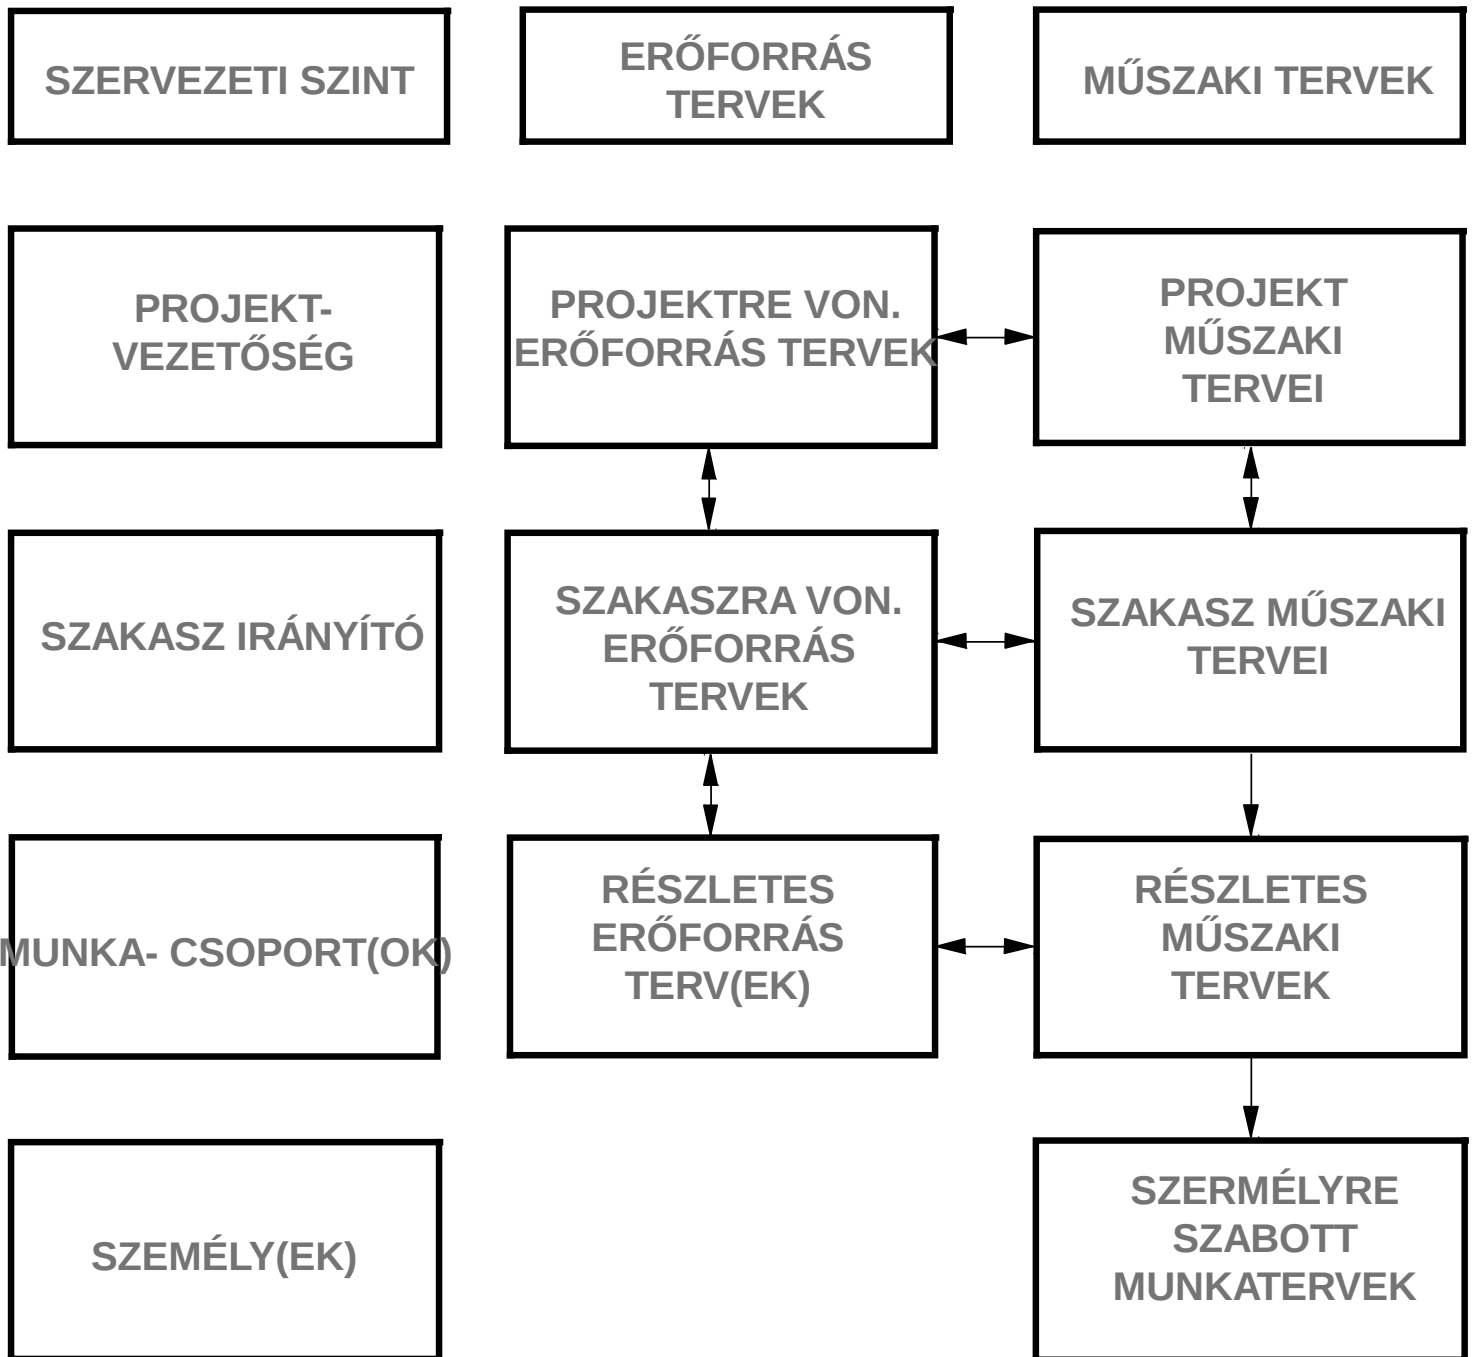 SZERVEZETI SZINT
ERŐFORRÁS
TERVEK
MŰSZAKI TERVEK
PROJEKT-
VEZETŐSÉG
PROJEKTRE VON.
ERŐFORRÁS TERVEK
PROJEKT
MŰSZAKI
TERVEI
SZAKASZ IRÁNYÍTÓ
SZAKASZRA VON.
ERŐFORRÁS
TERVEK
SZAKASZ MŰSZAKI
TERVEI
MUNKA- CSOPORT(OK)
RÉSZLETES
ERŐFORRÁS
TERV(EK)
RÉSZLETES
MŰSZAKI
TERVEK
SZEMÉLY(EK)
SZERMÉLYRE
SZABOTT
MUNKATERVEK